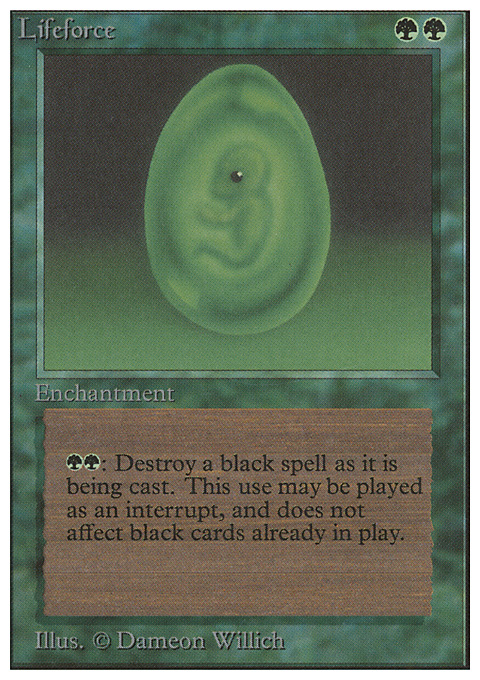 Lifeforce
Enchantment
: Destroy a black spell as it is
being cast. This use may be played
as an interrupt, and does not
affect black cards already in play.
Illus. © Dameon Willich